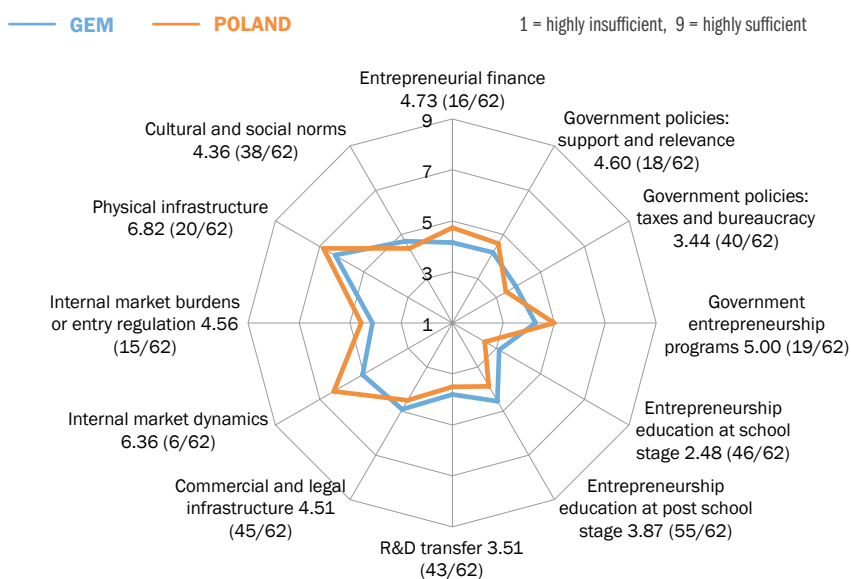 GEM
POLAND
1 = highly insufficient, 9 = highly sufficient
Entrepreneurial finance
4.73 (16/62)
Government policies:
support and relevance
4.60 (18/62)
Government policies:
taxes and bureaucracy
3.44 (40/62)
Government
entrepreneurship
programs 5.00 (19/62)
Entrepreneurship
education at school
stage 2.48 (46/62)
Entrepreneurship
education at post school
stage 3.87 (55/62)
R&D transfer 3.51
(43/62)
Commercial and legal
infrastructure 4.51
(45/62)
Internal market dynamics
6.36 (6/62)
Internal market burdens
or entry regulation 4.56
(15/62)
Physical infrastructure
6.82 (20/62)
Cultural and social norms
4.36 (38/62)
9
7
5
3
1